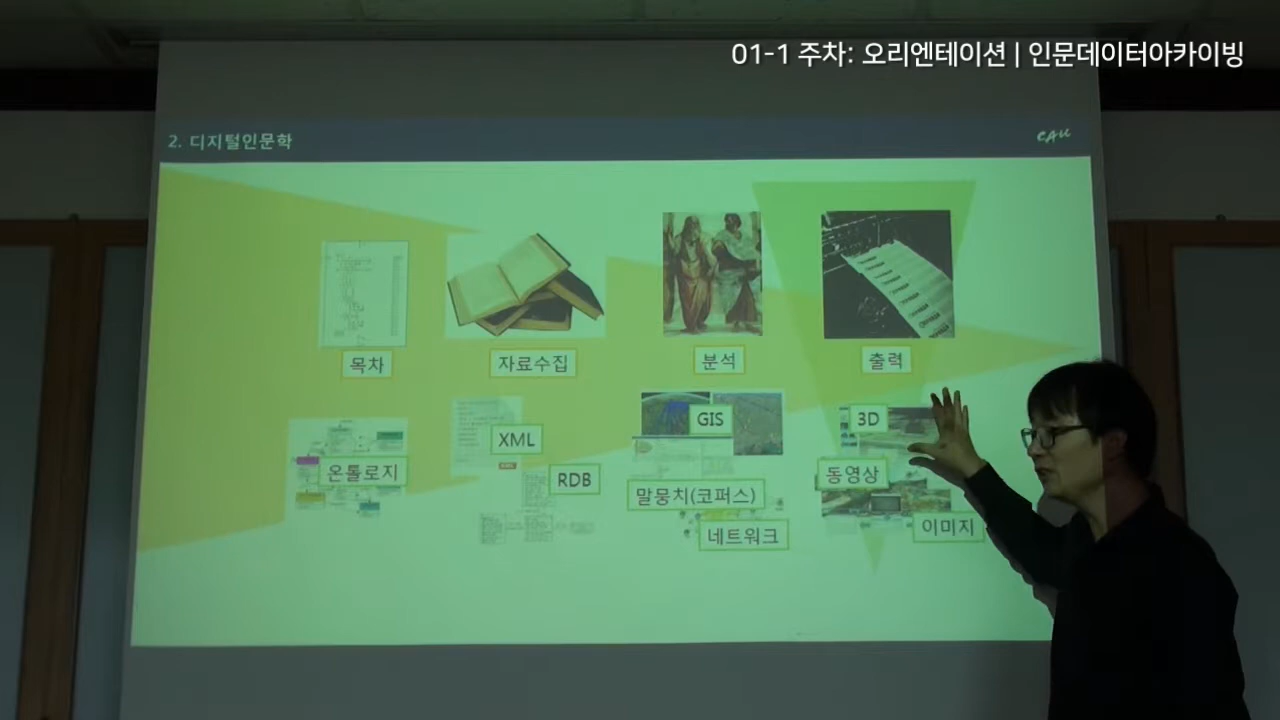 01-1 주차: 오리엔테이션 | 인문데이터아카이빙
2. 디지털인문학
CAU
목차
자료수집
분석
출력
온톨로지
XML
RDB
GIS
말뭉치(코퍼스)
네트워크
3D
동영상
이미지